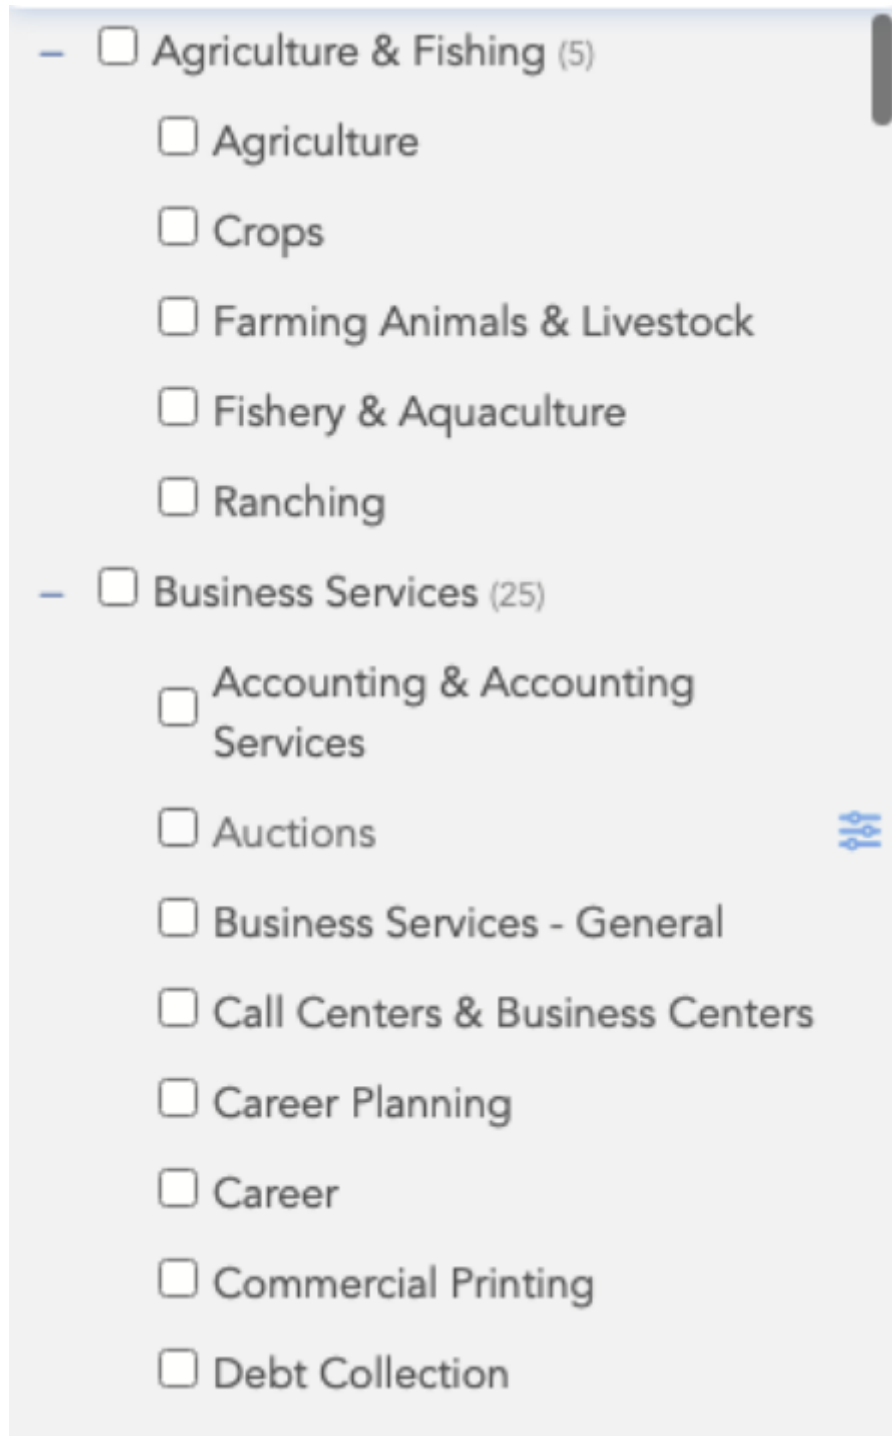 Agriculture & Fishing (5)
Agriculture
Crops
Farming Animals & Livestock
Fishery & Aquaculture
Ranching
Business Services (25)
Accounting & Accounting
Services
Auctions
Business Services - General
Call Centers & Business Centers
Career Planning
Career
Commercial Printing
Debt Collection